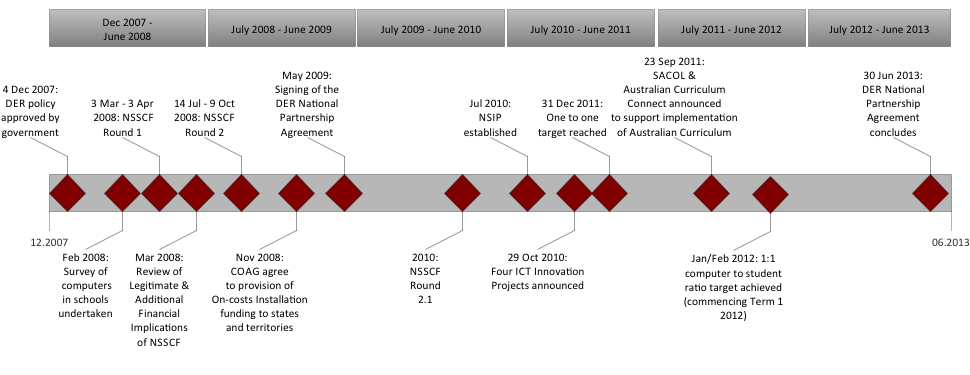 Dec 2007 -
June 2008
July 2008 - June 2009
July 2009 - June 2010
July 2010 - June 2011
July 2011 - June 2012
July 2012 - June 2013
4 Dec 2007:
DER policy
approved by
government
3 Mar - 3 Apr
2008: NSSCF
Round 1
14 Jul - 9 Oct
2008: NSSCF
Round 2
May 2009:
Signing of the
DER National
Partnership
Agreement
Jul 2010:
NSIP
established
31 Dec 2011:
One to one
target reached
23 Sep 2011:
SACOL &
Australian Curriculum
Connect announced
to support implementation
of Australian Curriculum
30 Jun 2013:
DER National
Partnership
Agreement
concludes
12.2007
06.2013
Feb 2008:
Survey of
computers
in schools
undertaken
Mar 2008:
Review of
Legitimate &
Additional
Financial
Implications
of NSSCF
Nov 2008:
COAG agree
to provision of
On-costs Installation
funding to states
and territories
2010:
NSSCF
Round
2.1
29 Oct 2010:
Four ICT Innovation
Projects announced
Jan/Feb 2012: 1:1
computer to student
ratio target achieved
(commencing Term 1
2012)